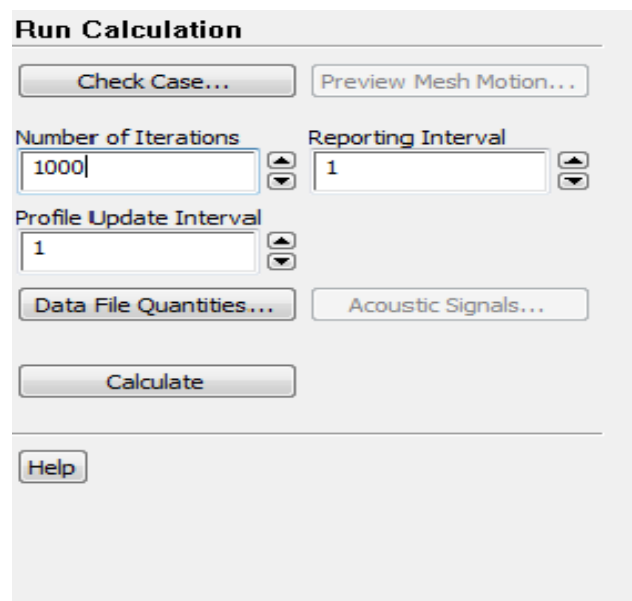 Run Calculation
Check Case... Preview Mesh Motion...
Number of Iterations Reporting Interval
1000 1
Profile Update Interval
1
Data File Quantities... Acoustic Signals...
Calculate
Help